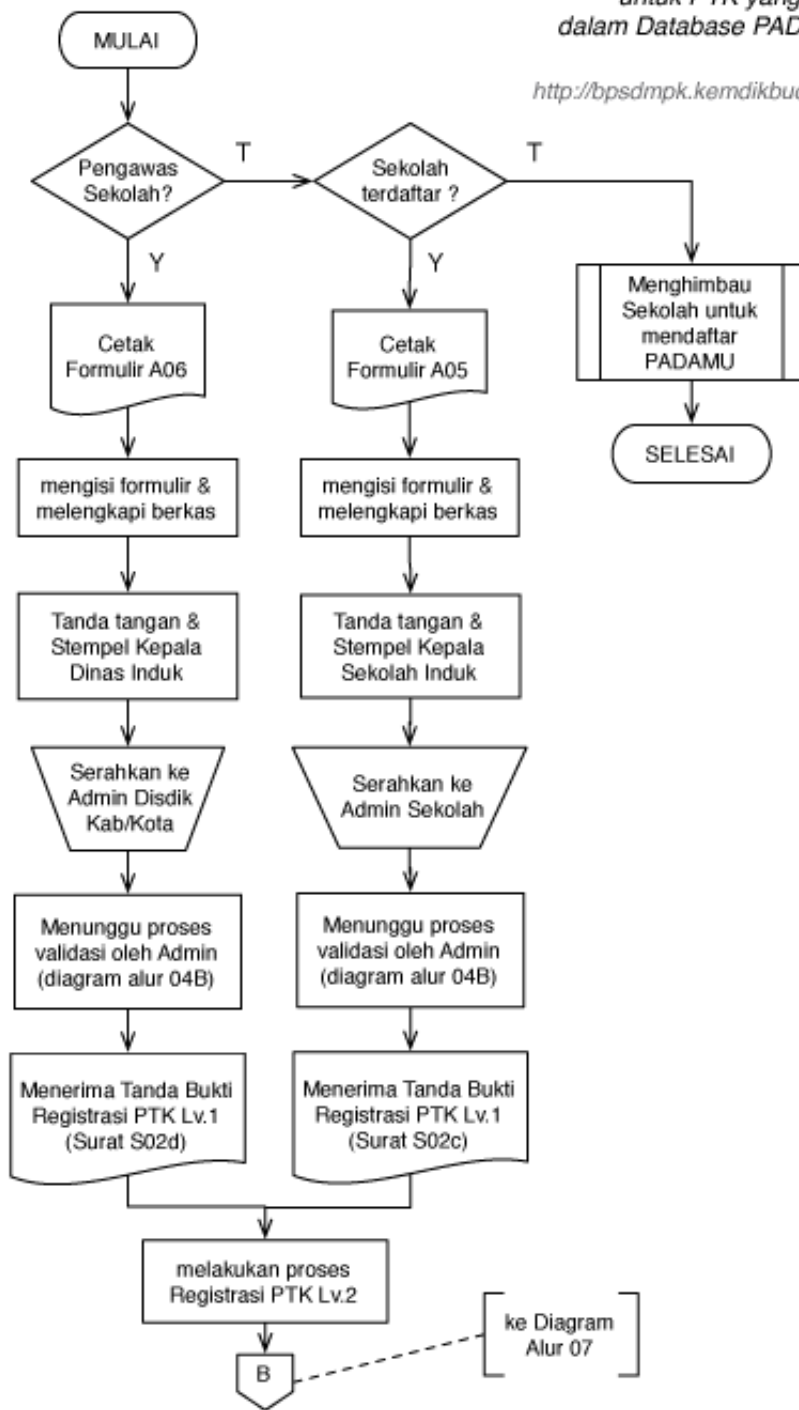 untuk PTK yang
dalam Database
http://bpsdmpk.kemdikbud
MULAI
Pengawas
Sekolah?
T
Sekolah
terdaftar ?
T
Y
Y
Menghimbau
Sekolah untuk
mendaftar
PADAMU
Cetak
Formulir A06
Cetak
Formulir A05
SELESAI
mengisi formulir &
melengkapi berkas
mengisi formulir &
melengkapi berkas
Tanda tangan &
Stempel Kepala
Dinas Induk
Tanda tangan &
Stempel Kepala
Sekolah Induk
Serahkan ke
Admin Disdik
Kab/Kota
Serahkan ke
Admin Sekolah
Menunggu proses
validasi oleh Admin
(diagram alur 04B)
Menunggu proses
validasi oleh Admin
(diagram alur 04B)
Menerima Tanda Bukti
Registrasi PTK Lv.1
(Surat S02d)
Menerima Tanda Bukti
Registrasi PTK Lv.1
(Surat S02c)
melakukan proses
Registrasi PTK Lv.2
ke Diagram
Alur 07
B